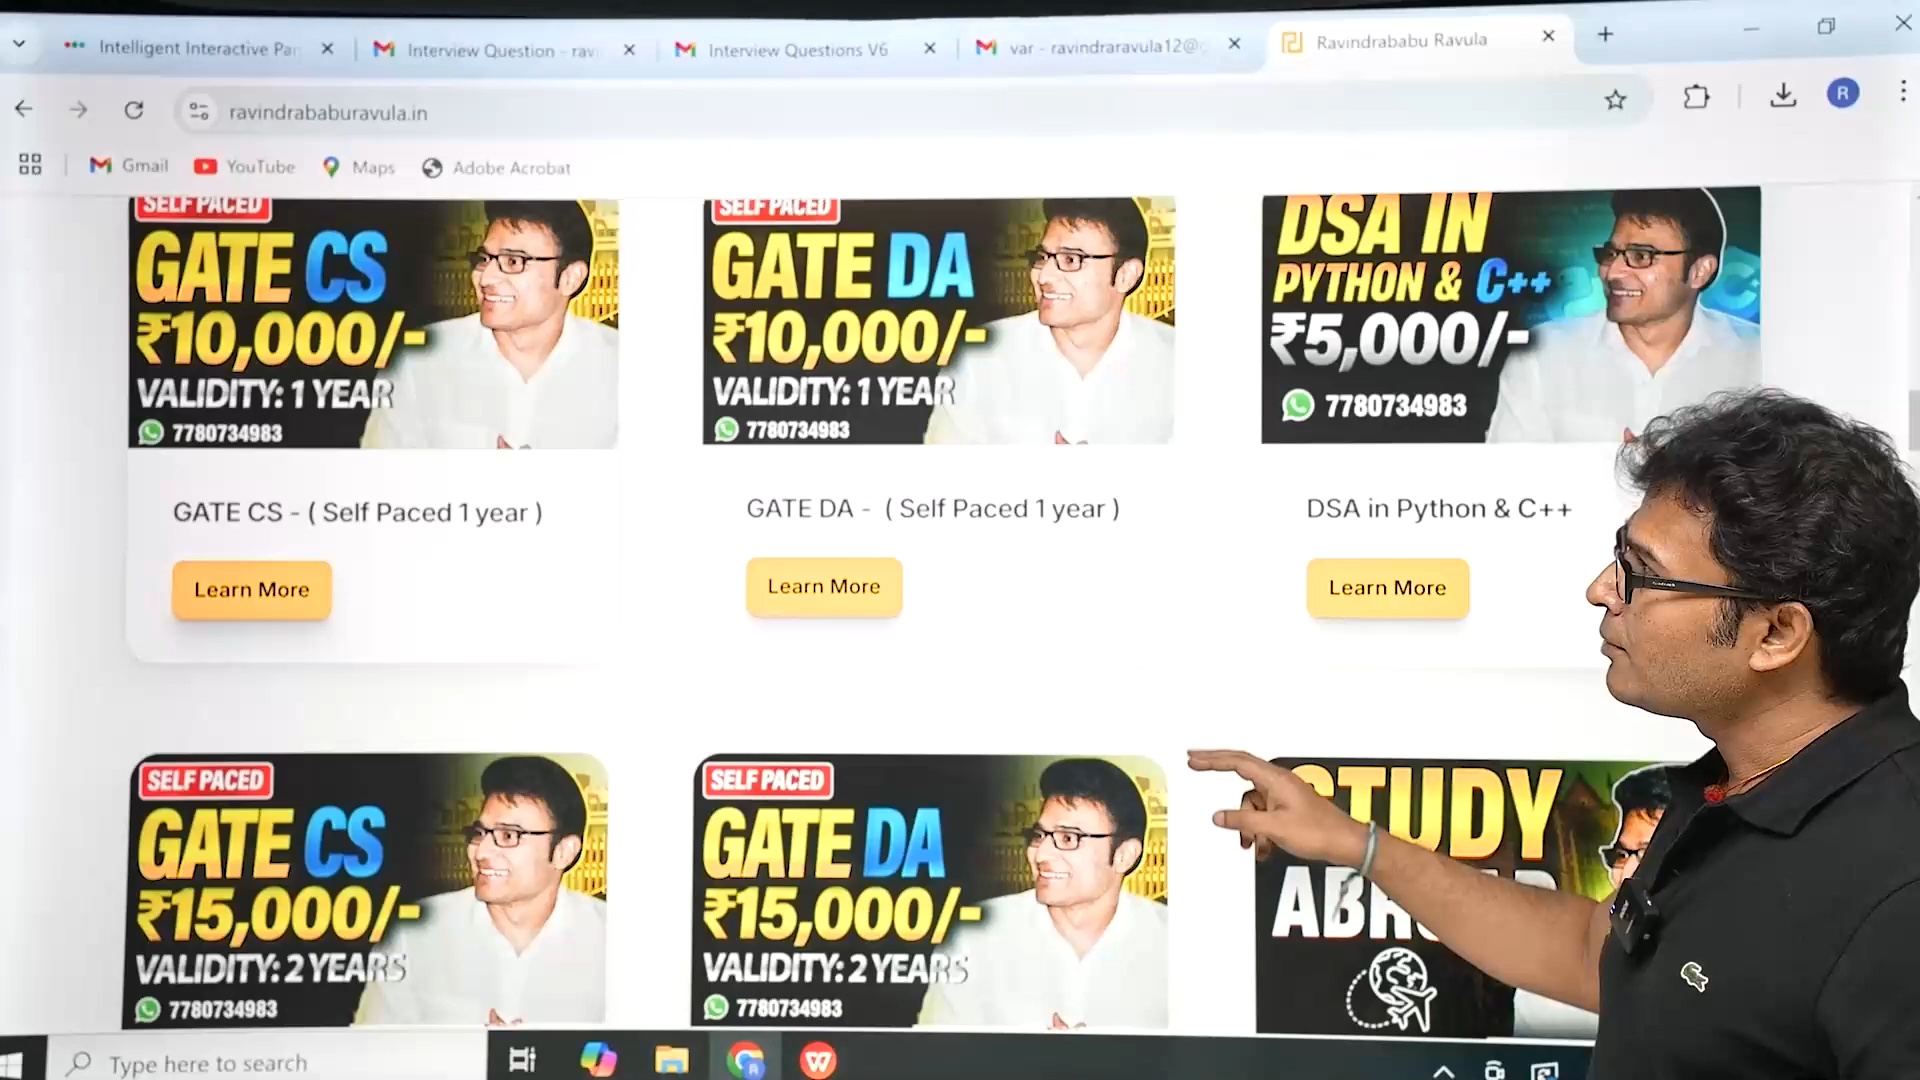 Intelligent Interactive Pan
Interview Question - ravi
Interview Questions V6
var - ravindraravula12@g
Ravindrababu Ravula
ravindrababuravula.in
R
Gmail
YouTube
Maps
Adobe Acrobat
SELF PACED
GATE CS
₹10,000/-
VALIDITY: 1 YEAR
7780734983
GATE CS - ( Self Paced 1 year )
Learn More
SELF PACED
GATE DA
₹10,000/-
VALIDITY: 1 YEAR
7780734983
GATE DA - ( Self Paced 1 year )
Learn More
DSA IN
PYTHON & C++
₹5,000/-
7780734983
DSA in Python & C++
Learn More
SELF PACED
GATE CS
₹15,000/-
VALIDITY: 2 YEARS
7780734983
SELF PACED
GATE DA
₹15,000/-
VALIDITY: 2 YEARS
7780734983
STUDY
Type here to search